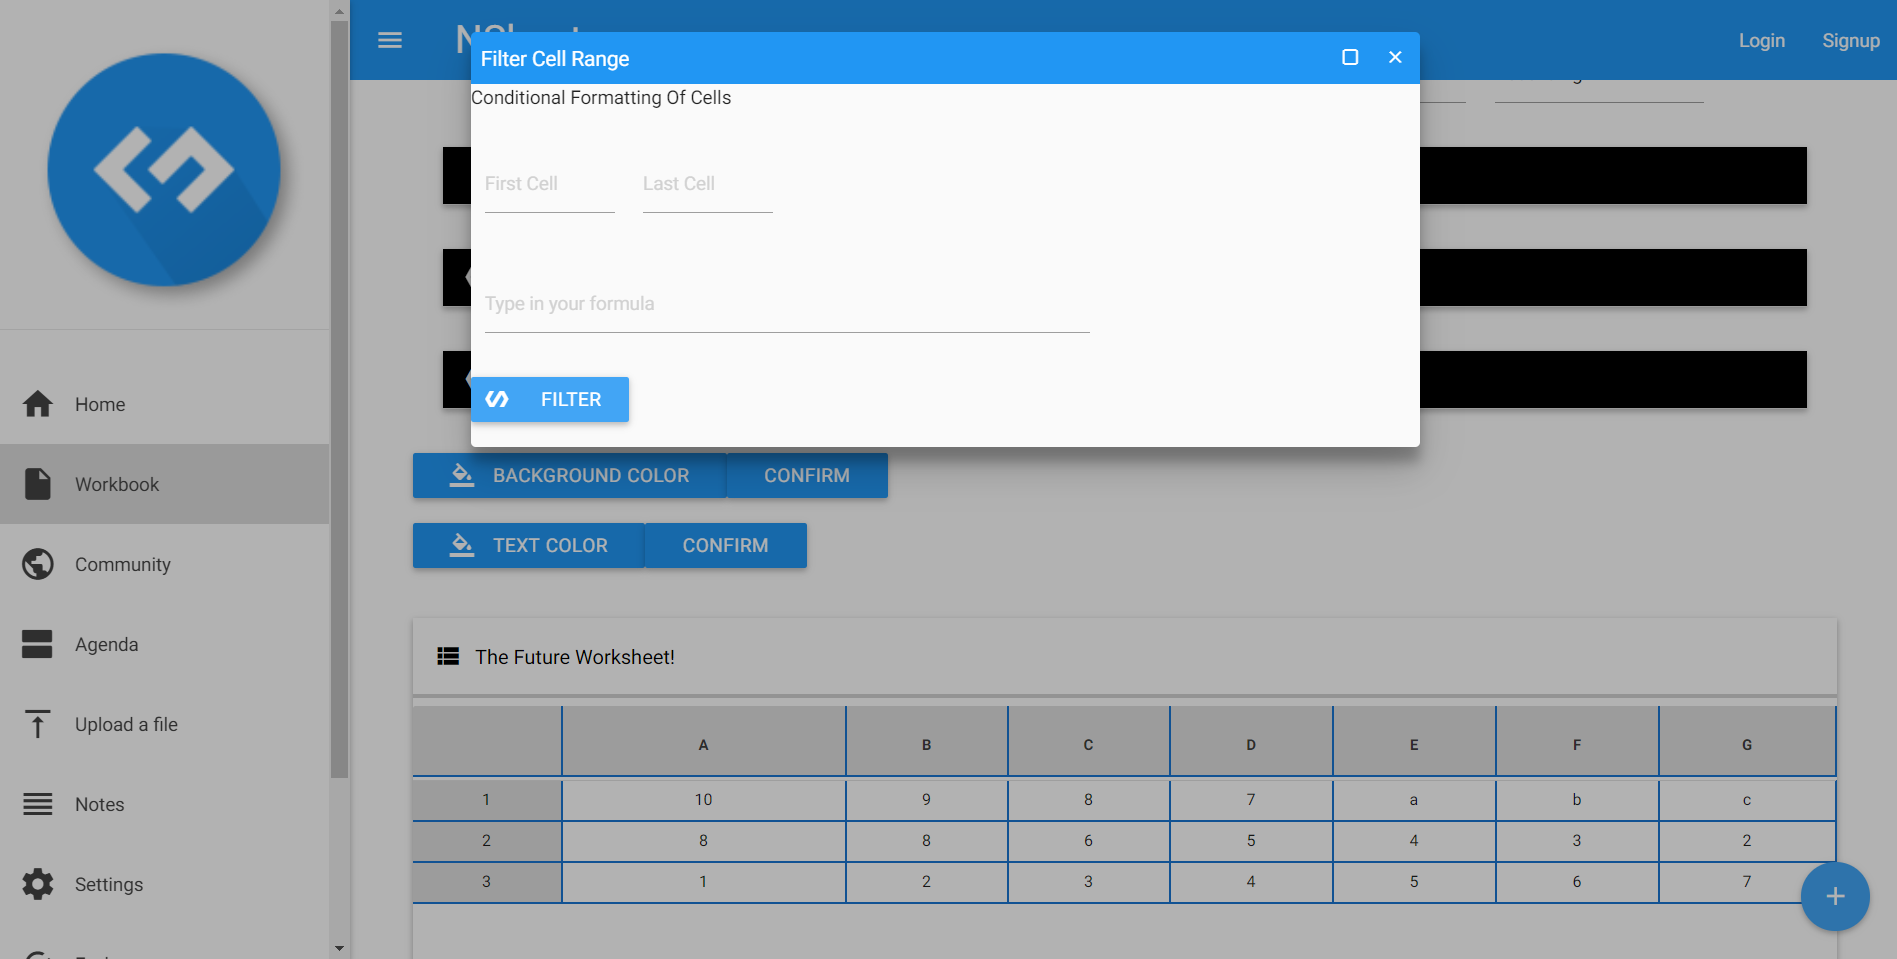 Login Signup
Filter Cell Range
Conditional Formatting Of Cells
First Cell Last Cell
Type in your formula
FILTER
Home
Workbook
Community
Agenda
Upload a file
Notes
Settings
BACKGROUND COLOR CONFIRM
TEXT COLOR CONFIRM
The Future Worksheet!
A B C D E F G
1 10 9 8 7 a b c
2 8 8 6 5 4 3 2
3 1 2 3 4 5 6 7